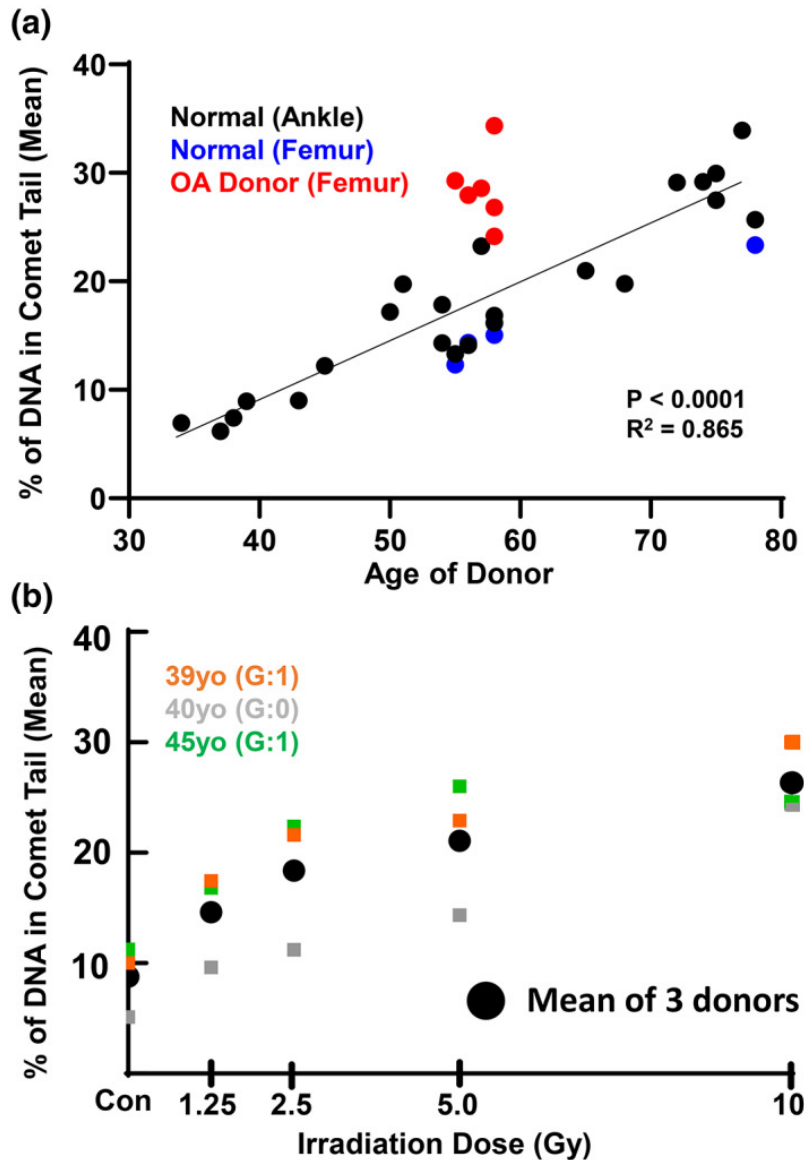 (a)
% of DNA in Comet Tail (Mean)
40
30
20
10
0
Normal (Ankle)
Normal (Femur)
OA Donor (Femur)
P < 0.0001
R² = 0.865
30 40 50 60 70 80
Age of Donor
(b)
% of DNA in Comet Tail (Mean)
40
30
20
10
39yo (G:1)
40yo (G:0)
45yo (G:1)
Mean of 3 donors
Con 1.25 2.5 5.0 10
Irradiation Dose (Gy)